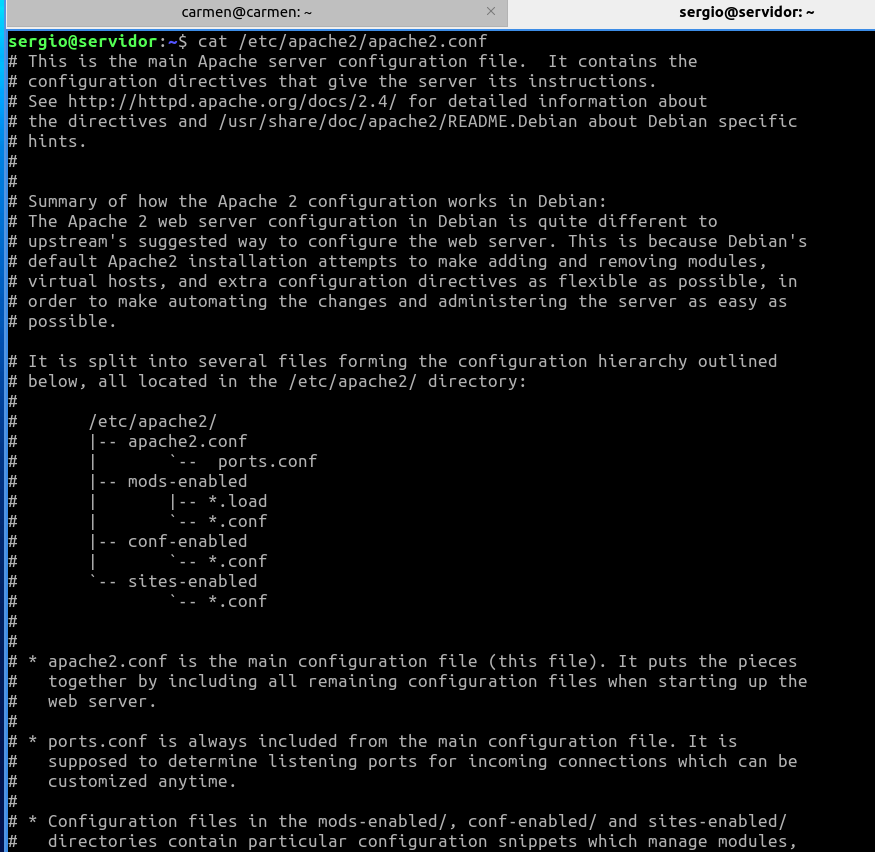 carmen@carmen: ~ × sergio@servidor: ~
sergio@servidor:~$ cat /etc/apache2/apache2.conf
# This is the main Apache server configuration file.  It contains the
# configuration directives that give the server its instructions.
# See http://httpd.apache.org/docs/2.4/ for detailed information about
# the directives and /usr/share/doc/apache2/README.Debian about Debian specific
# hints.
#
#
# Summary of how the Apache 2 configuration works in Debian:
# The Apache 2 web server configuration in Debian is quite different to
# upstream's suggested way to configure the web server. This is because Debian's
# default Apache2 installation attempts to make adding and removing modules,
# virtual hosts, and extra configuration directives as flexible as possible, in
# order to make automating the changes and administering the server as easy as
# possible.

# It is split into several files forming the configuration hierarchy outlined
# below, all located in the /etc/apache2/ directory:
#
#       /etc/apache2/
#       |-- apache2.conf
#       |       `--  ports.conf
#       |-- mods-enabled
#       |       |-- *.load
#       |       `-- *.conf
#       |-- conf-enabled
#       |       `-- *.conf
#       `-- sites-enabled
#               `-- *.conf
#
#
# * apache2.conf is the main configuration file (this file). It puts the pieces
#   together by including all remaining configuration files when starting up the
#   web server.
#
# * ports.conf is always included from the main configuration file. It is
#   supposed to determine listening ports for incoming connections which can be
#   customized anytime.
#
# * Configuration files in the mods-enabled/, conf-enabled/ and sites-enabled/
#   directories contain particular configuration snippets which manage modules,